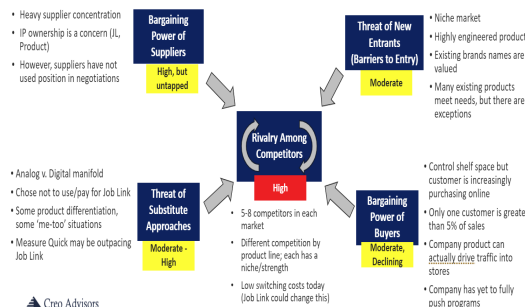 • Heavy supplier concentration
• IP ownership is a concern (JL,
Product)
• However, suppliers have not
used position in negotiations
Bargaining
Power of
Suppliers
High, but
untapped
Threat of New
Entrants
(Barriers to Entry)
Moderate
• Niche market
• Highly engineered product
• Existing brands names are
valued
• Many existing products
meet needs, but there are
exceptions
Rivalry Among
Competitors
High
• 5-8 competitors in each
market
• Different competition by
product line; each has a
niche/strength
• Low switching costs today
(Job Link could change this)
• Analog v. Digital manifold
• Chose not to use/pay for Job Link
• Some product differentiation,
some 'me-too' situations
• Measure Quick may be outpacing
Job Link
Threat of
Substitute
Approaches
Moderate -
High
Bargaining
Power of
Buyers
Moderate,
Declining
• Control shelf space but
customer is increasingly
purchasing online
• Only one customer is greate
than 5% of sales
• Company product can
actually drive traffic into
stores
• Company has yet to fully
push programs
Creo Advisors